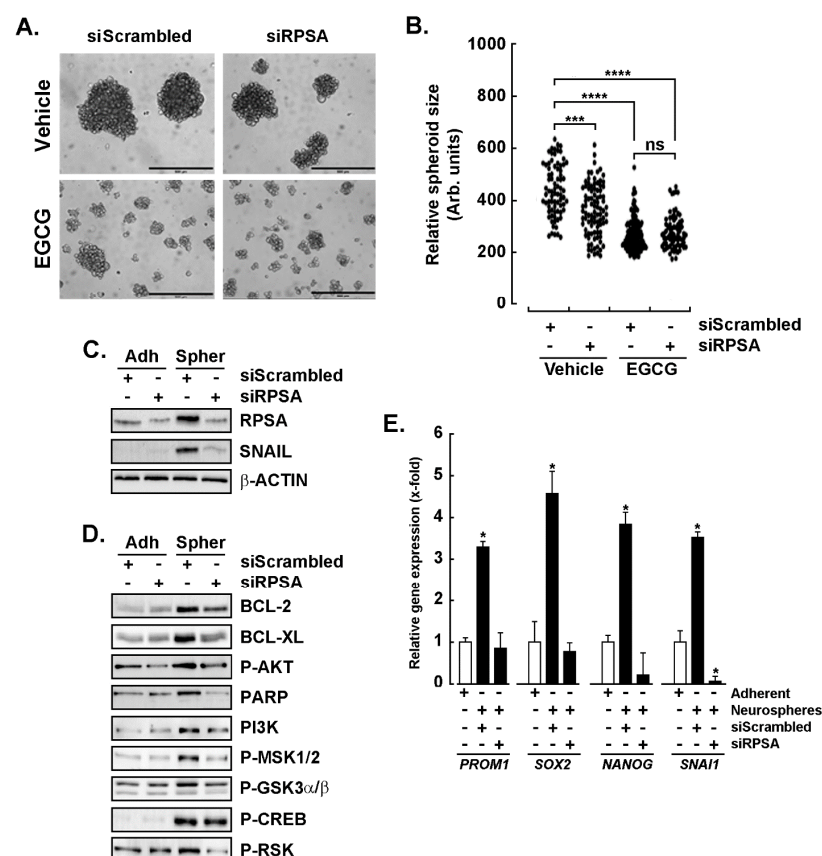 A.
siScrambled siRPSA
Vehicle
EGCG
B.
Relative spheroid size
(Arb. units)
1000
800
600
400
200
0
****
****
***
ns
+ - + - siScrambled
- + - + siRPSA
Vehicle EGCG
C.
Adh Spher
+ - + - siScrambled
- + - + siRPSA
RPSA
SNAIL
β-ACTIN
D.
Adh Spher
+ - + - siScrambled
- + - + siRPSA
BCL-2
BCL-XL
P-AKT
PARP
PI3K
P-MSK1/2
P-GSK3α/β
P-CREB
P-RSK
E.
Relative gene expression (x-fold)
6
5
4
3
2
1
0
* * * * *
+ - - + - - + - - + - - Adherent
- + + - + + - + + - + + Neurospheres
- + - - + - - + - - + - siScrambled
- - + - - + - - + - - + siRPSA
PROM1 SOX2 NANOG SNAI1